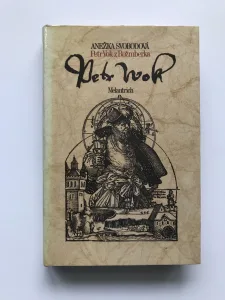 ANEŽKA SVOBODOVÁ
Petr Vok z Rožmberka
Petr Wok
Melantrich